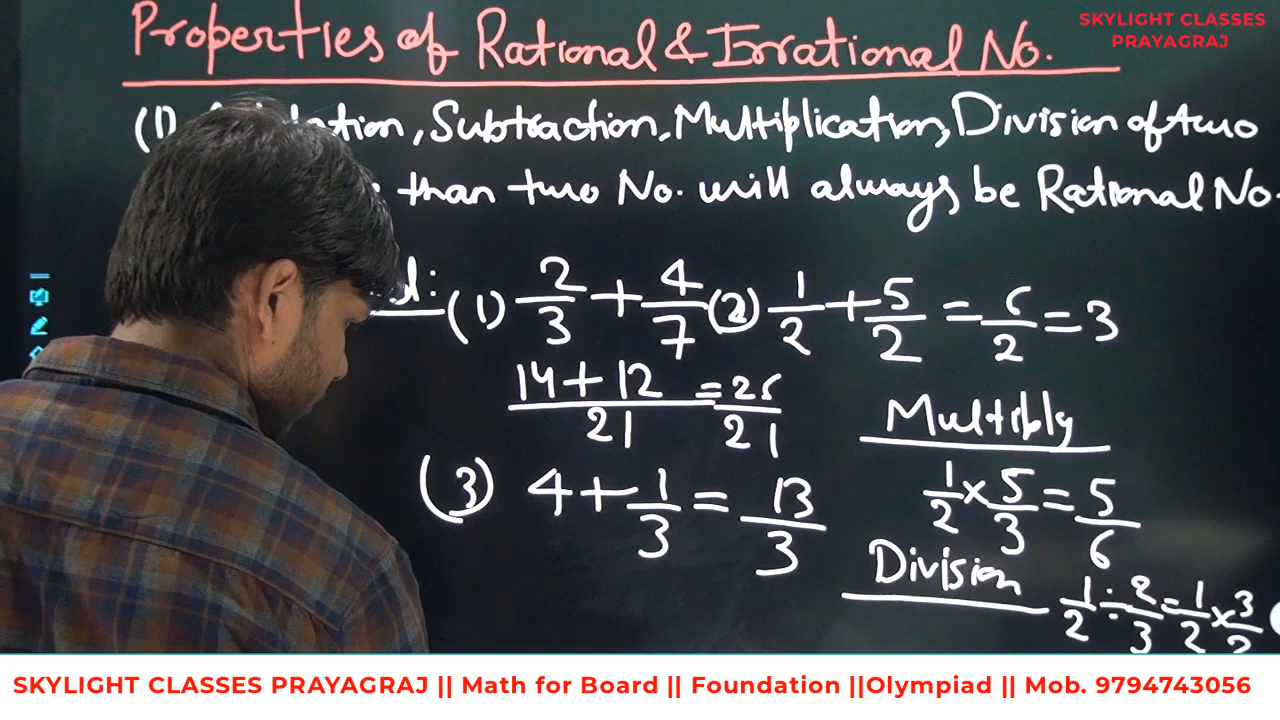 SKYLIGHT CLASSES
PRAYAGRAJ
Properties of Rational & Irrational No.
(1) Subtraction, Multiplication, Division of two
than two No. will always be Rational No.
(1) 2/3 + 4/7 (2) 1/2 + 5/2 = 6/2 = 3
14+12/21 = 26/21
Multiply
(3) 4 + 1/3 = 13/3
1/2 × 5/3 = 5/6
Division 1/2 ÷ 2/3 = 1/2 × 3/2
SKYLIGHT CLASSES PRAYAGRAJ || Math for Board || Foundation ||Olympiad || Mob. 9794743056